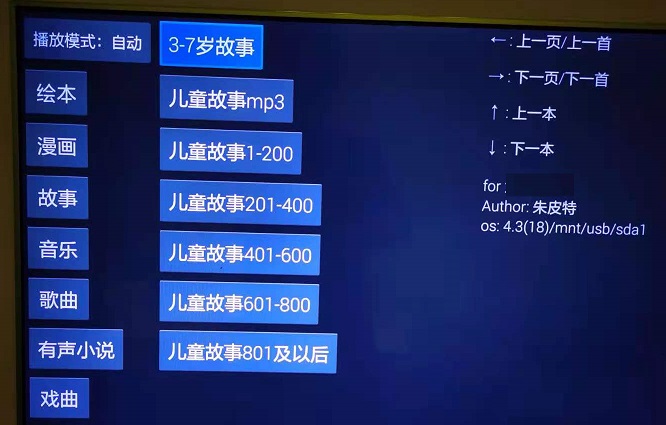 播放模式：自动
绘本
漫画
故事
音乐
歌曲
有声小说
戏曲
3-7岁故事
儿童故事mp3
儿童故事1-200
儿童故事201-400
儿童故事401-600
儿童故事601-800
儿童故事801及以后
←：上一页/上一首
→：下一页/下一首
↑：上一本
↓：下一本
for :
Author: 朱皮特
os: 4.3(18)/mnt/usb/sda1